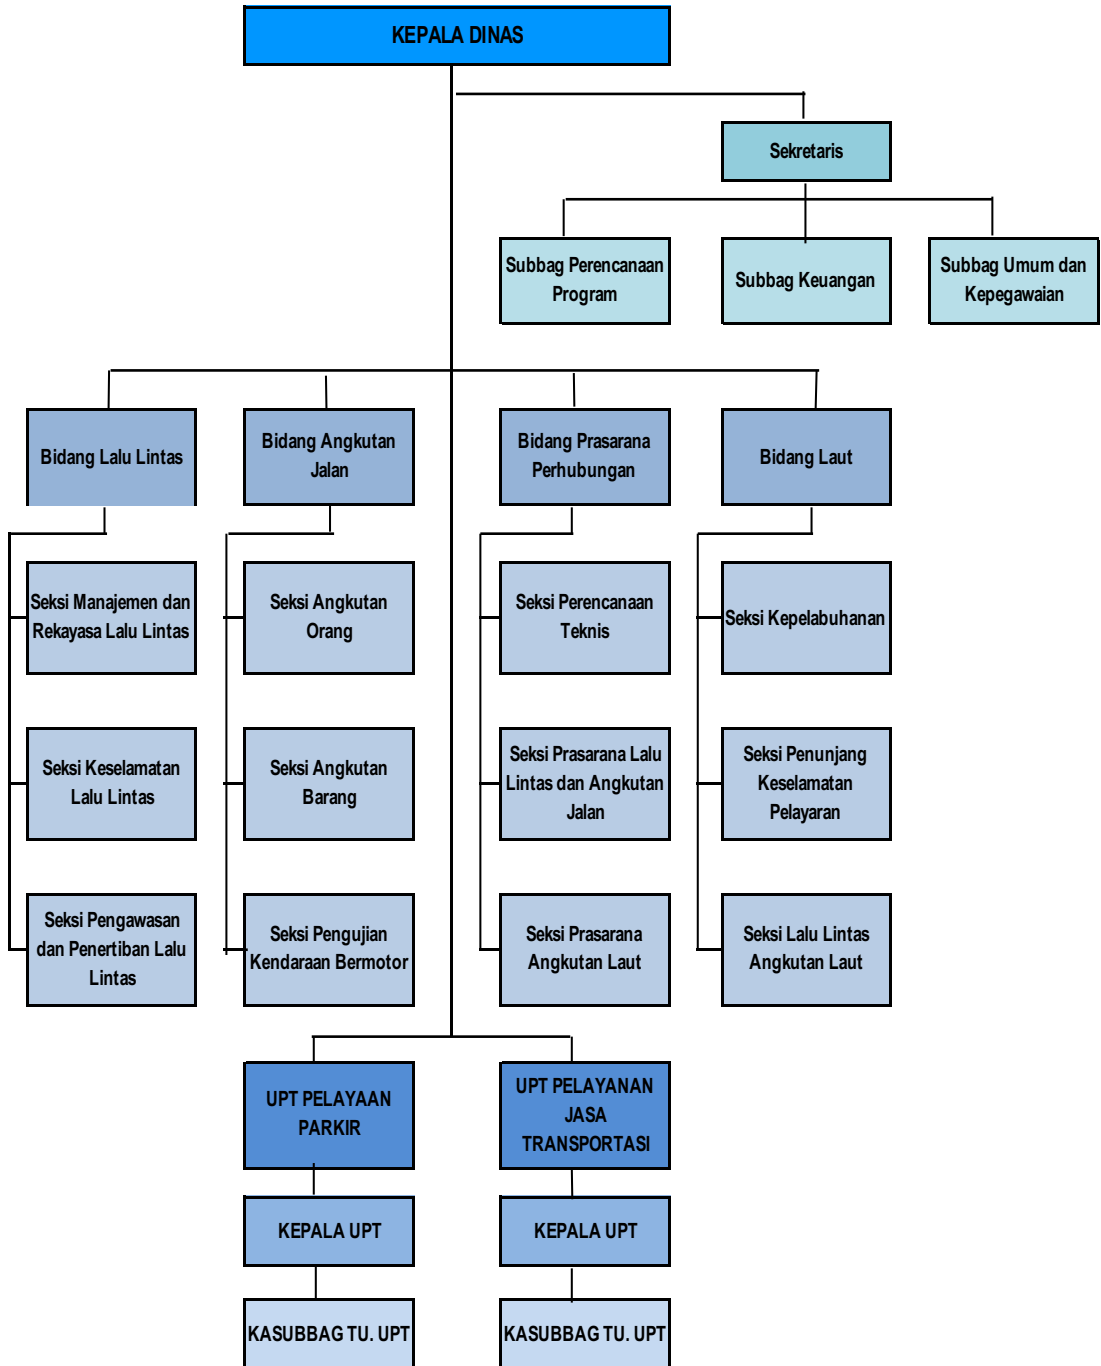 KEPALA DINAS
Sekretaris
Subbag Perencanaan
Program
Subbag Keuangan
Subbag Umum dan
Kepegawaian
Bidang Lalu Lintas
Bidang Angkutan
Jalan
Bidang Prasarana
Perhubungan
Bidang Laut
Seksi Manajemen dan
Rekayasa Lalu Lintas
Seksi Angkutan
Orang
Seksi Perencanaan
Teknis
Seksi Kepelabuhanan
Seksi Keselamatan
Lalu Lintas
Seksi Angkutan
Barang
Seksi Prasarana Lalu
Lintas dan Angkutan
Jalan
Seksi Penunjang
Keselamatan
Pelayaran
Seksi Pengawasan
dan Penertiban Lalu
Lintas
Seksi Pengujian
Kendaraan Bermotor
Seksi Prasarana
Angkutan Laut
Seksi Lalu Lintas
Angkutan Laut
UPT PELAYAAN
PARKIR
UPT PELAYANAN
JASA
TRANSPORTASI
KEPALA UPT
KEPALA UPT
KASUBBAG TU. UPT
KASUBBAG TU. UPT